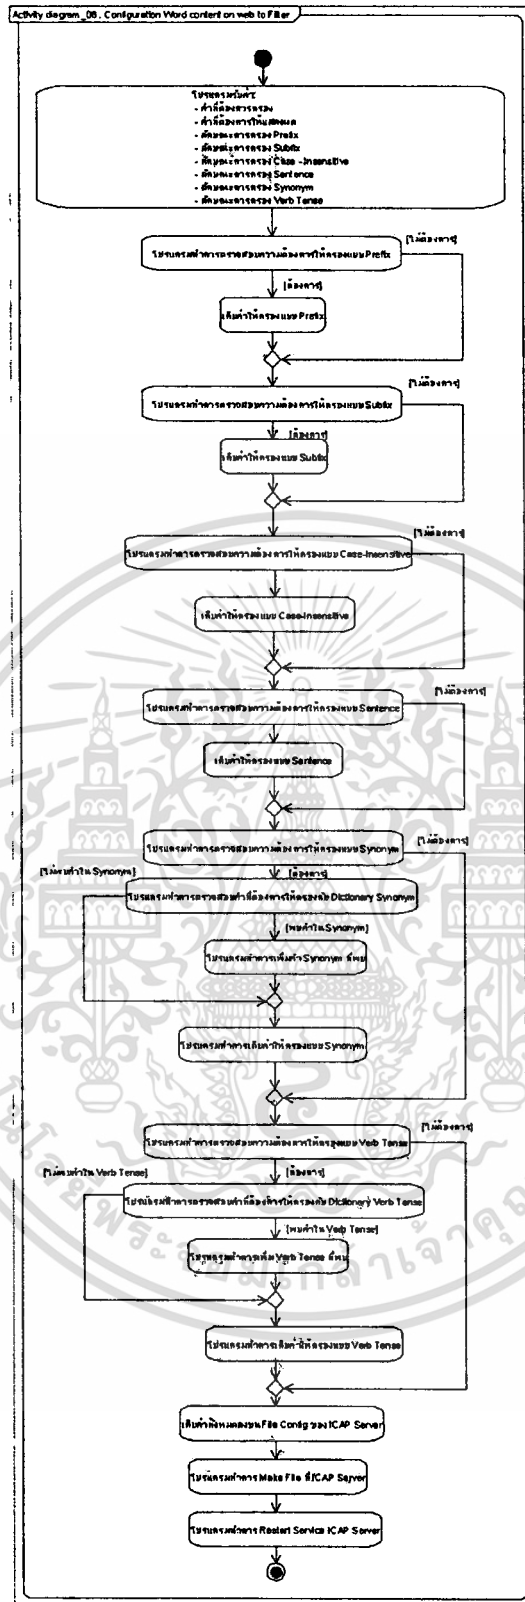 Activity diagram_08 . Configuration Word content on web to Filter
โปรแกรมรับค่า
- คำที่ต้องการกรอง
- คำที่ต้องการให้แสดงผล
- ลักษณะการกรอง Prefix
- ลักษณะการกรอง Subfix
- ลักษณะการกรอง Case -Insensitive
- ลักษณะการกรอง Sentence
- ลักษณะการกรอง Synonym
- ลักษณะการกรอง Verb Tense
[ไม่ต้องการ]
โปรแกรมทำการตรวจสอบความต้องการให้กรองแบบ Prefix
[ต้องการ]
เติมคำให้กรองแบบ Prefix
[ไม่ต้องการ]
โปรแกรมทำการตรวจสอบความต้องการให้กรองแบบ Subfix
[ต้องการ]
เติมคำให้กรองแบบ Subfix
[ไม่ต้องการ]
โปรแกรมทำการตรวจสอบความต้องการให้กรองแบบ Case-Insensitive
เติมคำให้กรองแบบ Case-Insensitive
[ไม่ต้องการ]
โปรแกรมทำการตรวจสอบความต้องการให้กรองแบบ Sentence
เติมคำให้กรองแบบ Sentence
[ไม่ต้องการ]
โปรแกรมทำการตรวจสอบความต้องการให้กรองแบบ Synonym
[ไม่พบคำใน Synonym]
[ต้องการ]
โปรแกรมทำการตรวจสอบคำที่ต้องการให้กรองกับ Dictionary Synonym
[พบคำใน Synonym]
โปรแกรมทำการเพิ่มคำ Synonym ที่พบ
โปรแกรมทำการเติมคำให้กรองแบบ Synonym
[ไม่ต้องการ]
โปรแกรมทำการตรวจสอบความต้องการให้กรองแบบ Verb Tense
[ไม่พบคำใน Verb Tense]
[ต้องการ]
โปรแกรมทำการตรวจสอบคำที่ต้องการให้กรองกับ Dictionary Verb Tense
[พบคำใน Verb Tense]
โปรแกรมทำการเพิ่ม Verb Tense ที่พบ
โปรแกรมทำการเติมคำให้กรองแบบ Verb Tense
เติมคำทั้งหมดลงบน File Config ของ ICAP Server
โปรแกรมทำการ Make File ที่ ICAP Server
โปรแกรมทำการ Restart Service ICAP Server